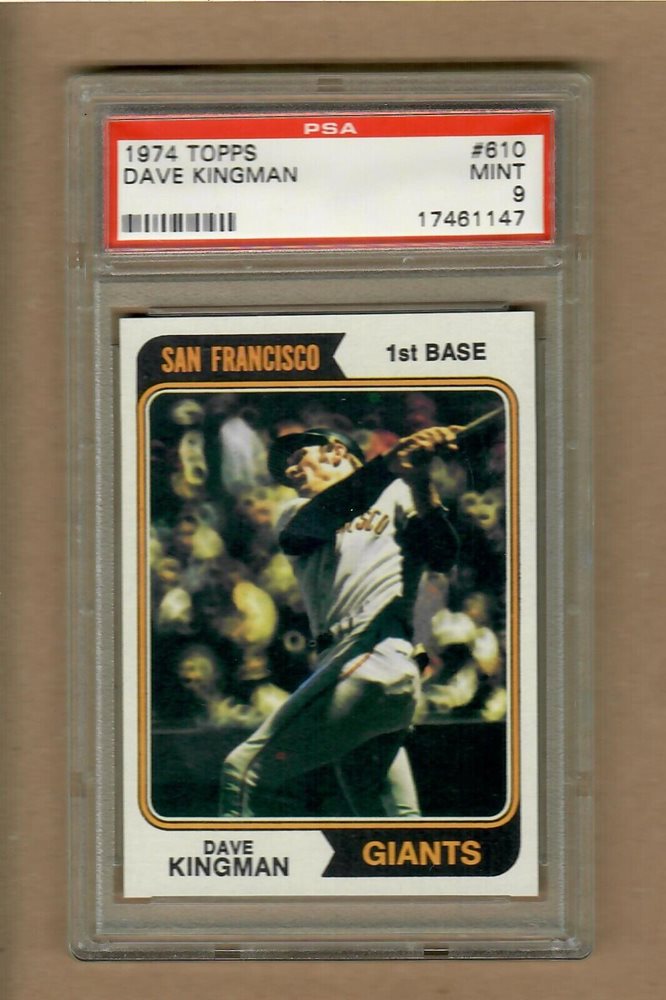 PSA
1974 TOPPS #610
DAVE KINGMAN MINT
9
17461147
SAN FRANCISCO 1st BASE
DAVE
KINGMAN
GIANTS